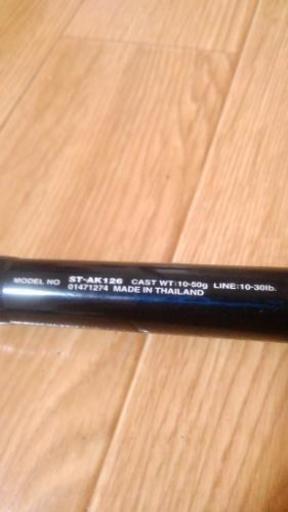 MODEL NO ST-AK126 CAST WT:10-50g LINE:10-30lb.
01471274 MADE IN THAILAND